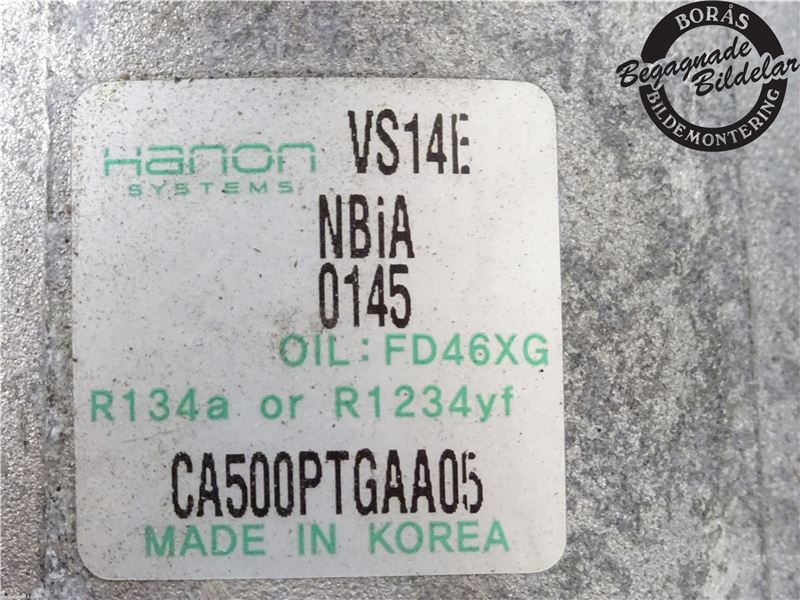 BORÅS
Begagnade
Bildelar
BILDEMONTERING
Hanon VS14E
SYSTEMS
NBiA
0145
OIL: FD46XG
R134a or R1234yf
CA500PTGAA05
MADE IN KOREA